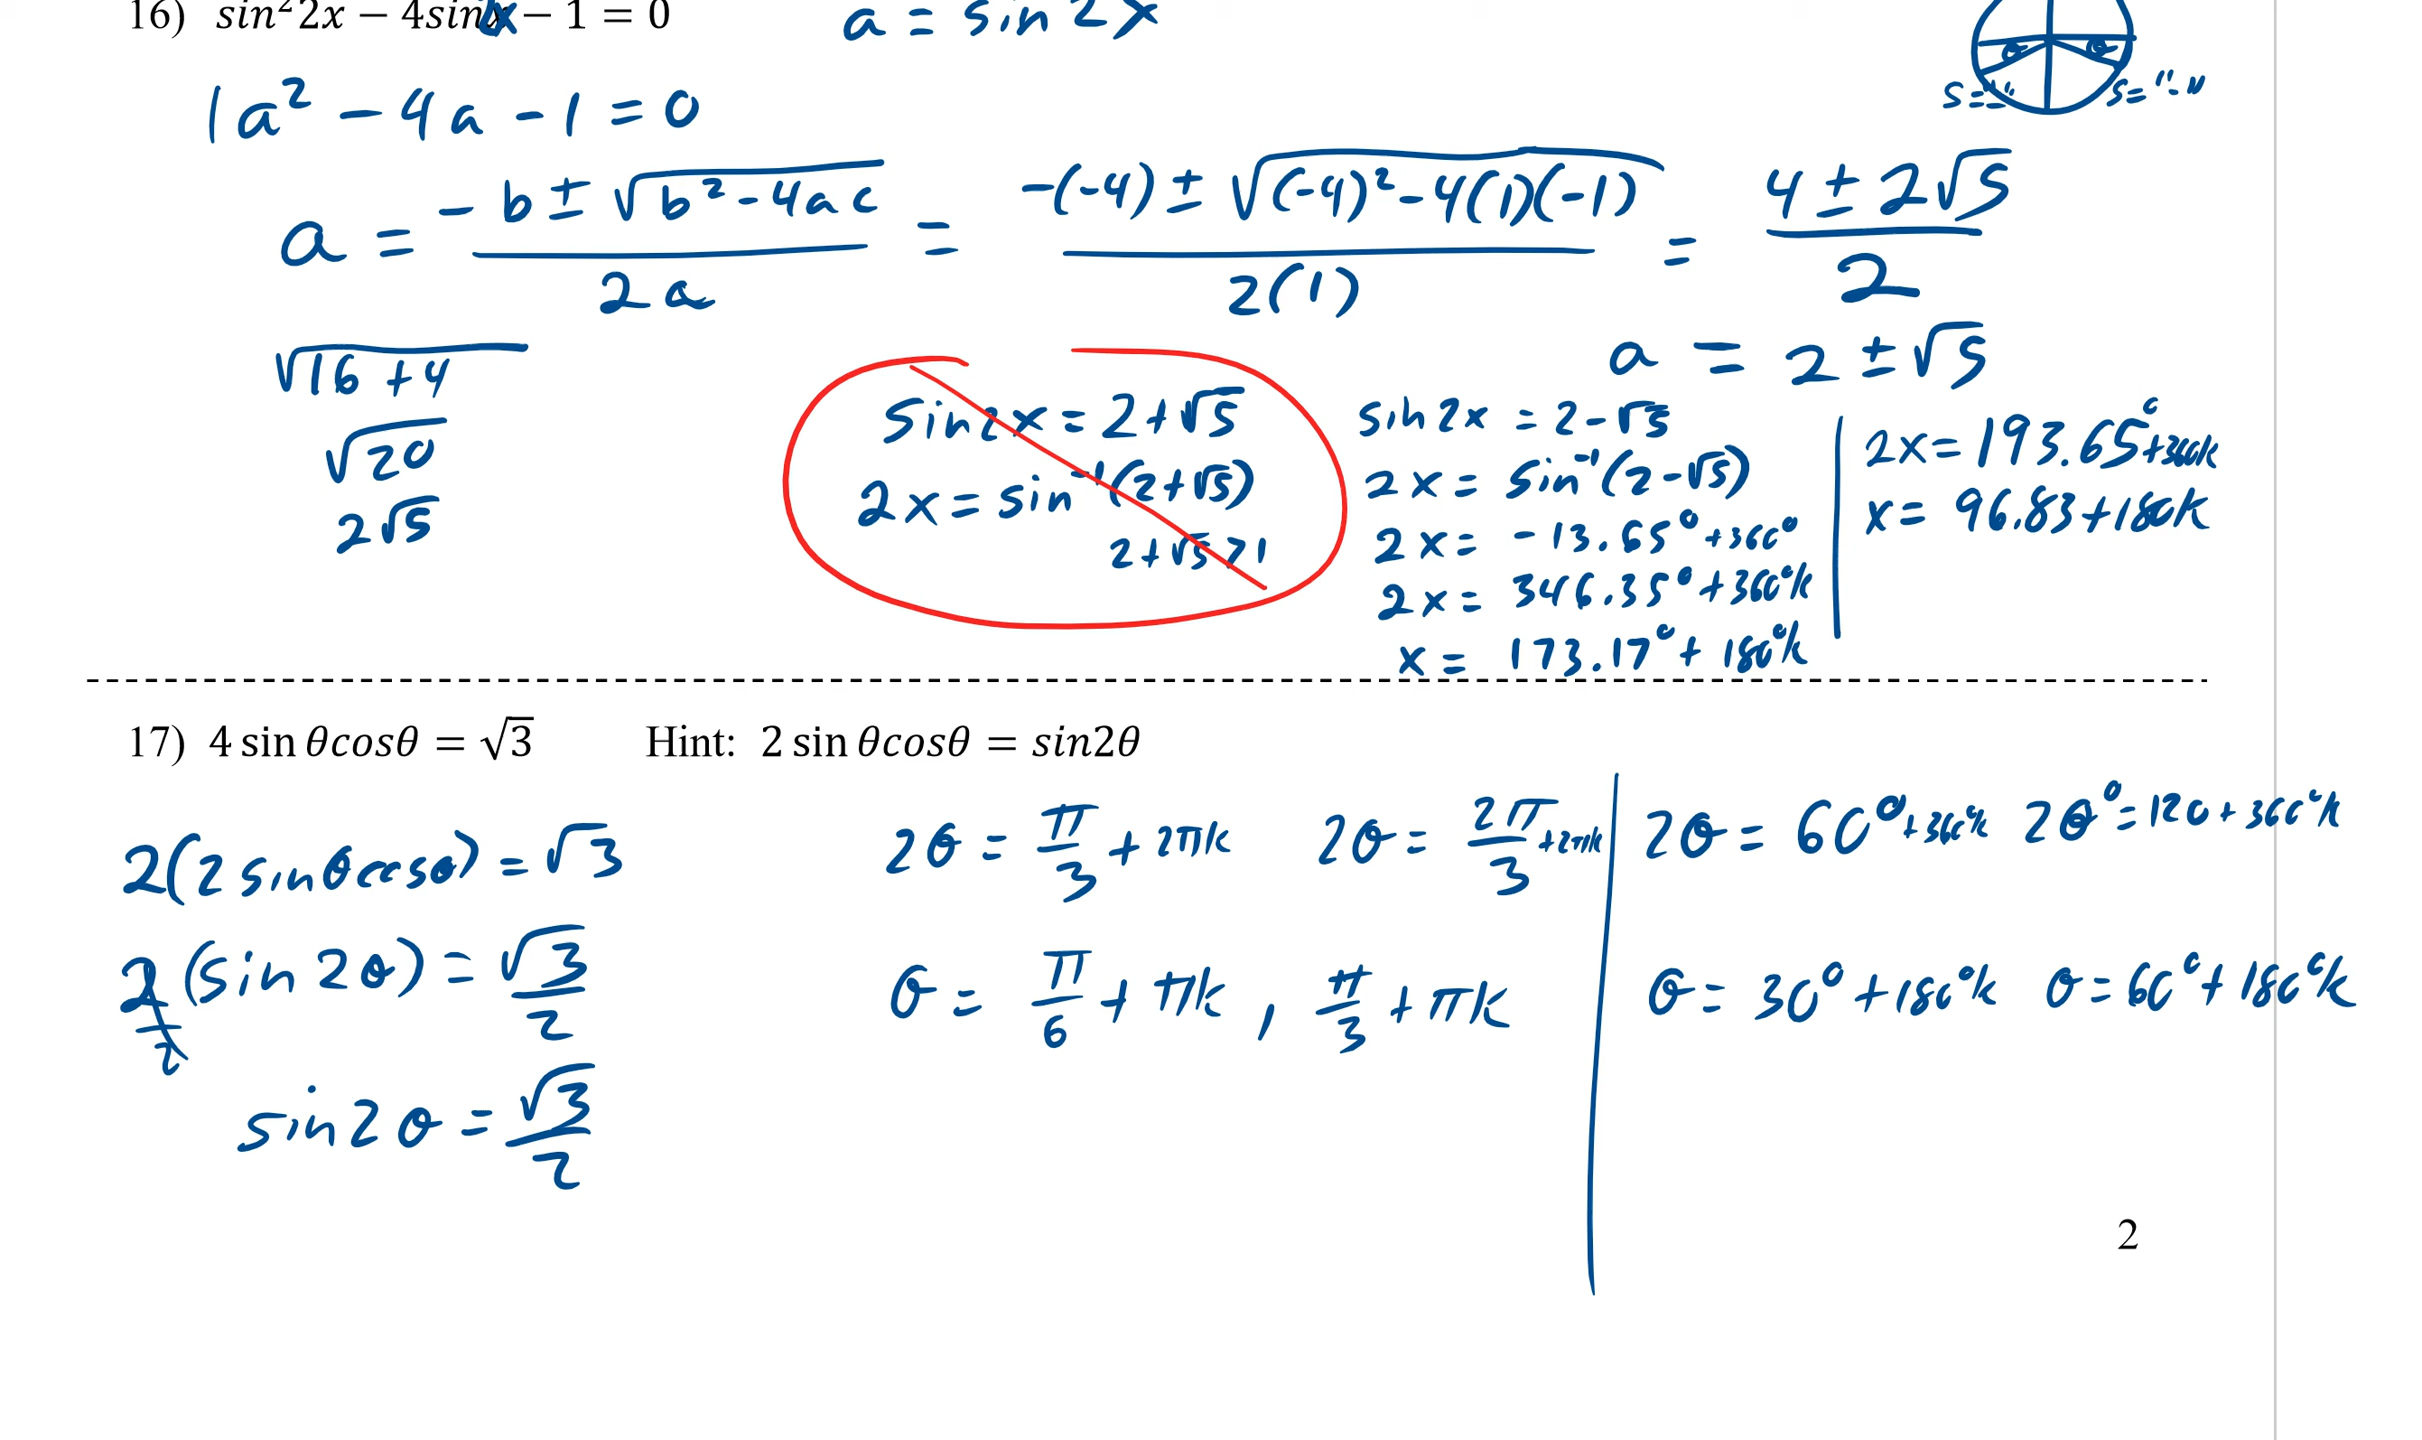 16) sin²2x − 4sin2x − 1 = 0   a = sin 2x
1a² − 4a − 1 = 0
s = "-"   s = "-"
a = (-b ± √(b² - 4ac)) / 2a = (-(-4) ± √((-4)² - 4(1)(-1))) / 2(1) = (4 ± 2√5) / 2
a = 2 ± √5
√16 + 4
√20
2√5
sin2x = 2 + √5
2x = sin⁻¹(2 + √5)
2 + √5 > 1
sin2x = 2 - √5
2x = sin⁻¹(2 - √5)
2x = -13.65° + 360°
2x = 346.35° + 360°k
x = 173.17° + 180°k
2x = 193.65° + 360k
x = 96.83 + 180k
17) 4 sin θcosθ = √3   Hint: 2 sin θcosθ = sin2θ
2(2 sinθcosθ) = √3
2/2 (sin 2θ) = √3/2
sin2θ = √3/2
2θ = π/3 + 2πk   2θ = 2π/3 + 2πk
θ = π/6 + πk , π/3 + πk
2θ = 60° + 360°k   2θ° = 120 + 360°k
θ = 30° + 180°k   θ = 60° + 180°k
2